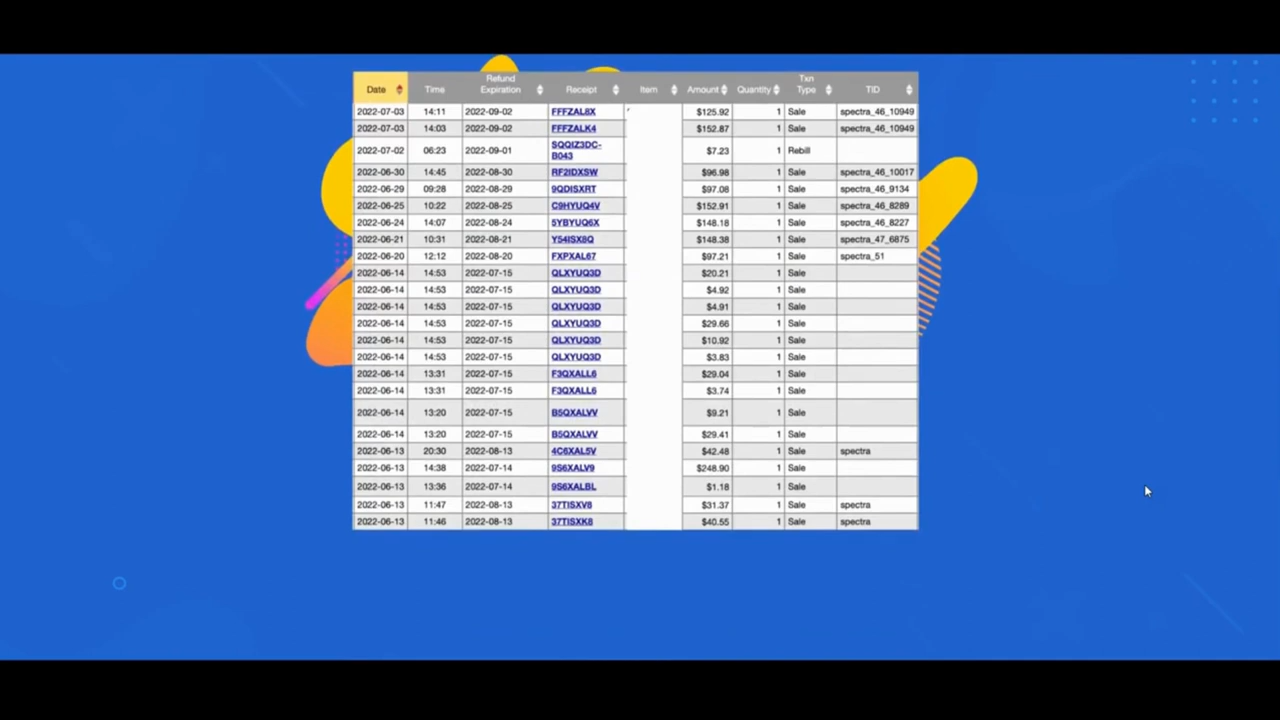 Date Time Refund Expiration Receipt Item Amount Quantity Txn Type TID
2022-07-03 14:11 2022-09-02 FFFZAL8X $125.92 1 Sale spectra_46_10949
2022-07-03 14:03 2022-09-02 FFFZALK4 $152.87 1 Sale spectra_46_10949
2022-07-02 06:23 2022-09-01 SQQIZ3DC-B043 $7.23 1 Rebill
2022-06-30 14:45 2022-08-30 RF2IDXSW $96.98 1 Sale spectra_46_10017
2022-06-29 09:28 2022-08-29 9QDISXRT $97.08 1 Sale spectra_46_9134
2022-06-25 10:22 2022-08-25 C9HYUQ4V $152.91 1 Sale spectra_46_8289
2022-06-24 14:07 2022-08-24 5YBYUQ6X $148.18 1 Sale spectra_46_8227
2022-06-21 10:31 2022-08-21 Y54ISX8Q $148.38 1 Sale spectra_47_6875
2022-06-20 12:12 2022-08-20 FXPXAL67 $97.21 1 Sale spectra_51
2022-06-14 14:53 2022-07-15 QLXYUQ3D $20.21 1 Sale
2022-06-14 14:53 2022-07-15 QLXYUQ3D $4.92 1 Sale
2022-06-14 14:53 2022-07-15 QLXYUQ3D $4.91 1 Sale
2022-06-14 14:53 2022-07-15 QLXYUQ3D $29.66 1 Sale
2022-06-14 14:53 2022-07-15 QLXYUQ3D $10.92 1 Sale
2022-06-14 14:53 2022-07-15 QLXYUQ3D $3.83 1 Sale
2022-06-14 13:31 2022-07-15 F3QXALL6 $29.04 1 Sale
2022-06-14 13:31 2022-07-15 F3QXALL6 $3.74 1 Sale
2022-06-14 13:20 2022-07-15 B5QXALVV $9.21 1 Sale
2022-06-14 13:20 2022-07-15 B5QXALVV $29.41 1 Sale
2022-06-13 20:30 2022-08-13 4C6XAL5V $42.48 1 Sale spectra
2022-06-13 14:38 2022-07-14 9S6XALV9 $248.90 1 Sale
2022-06-13 13:36 2022-07-14 9S6XALBL $1.18 1 Sale
2022-06-13 11:47 2022-08-13 37TISXV8 $31.37 1 Sale spectra
2022-06-13 11:46 2022-08-13 37TISXK8 $40.55 1 Sale spectra